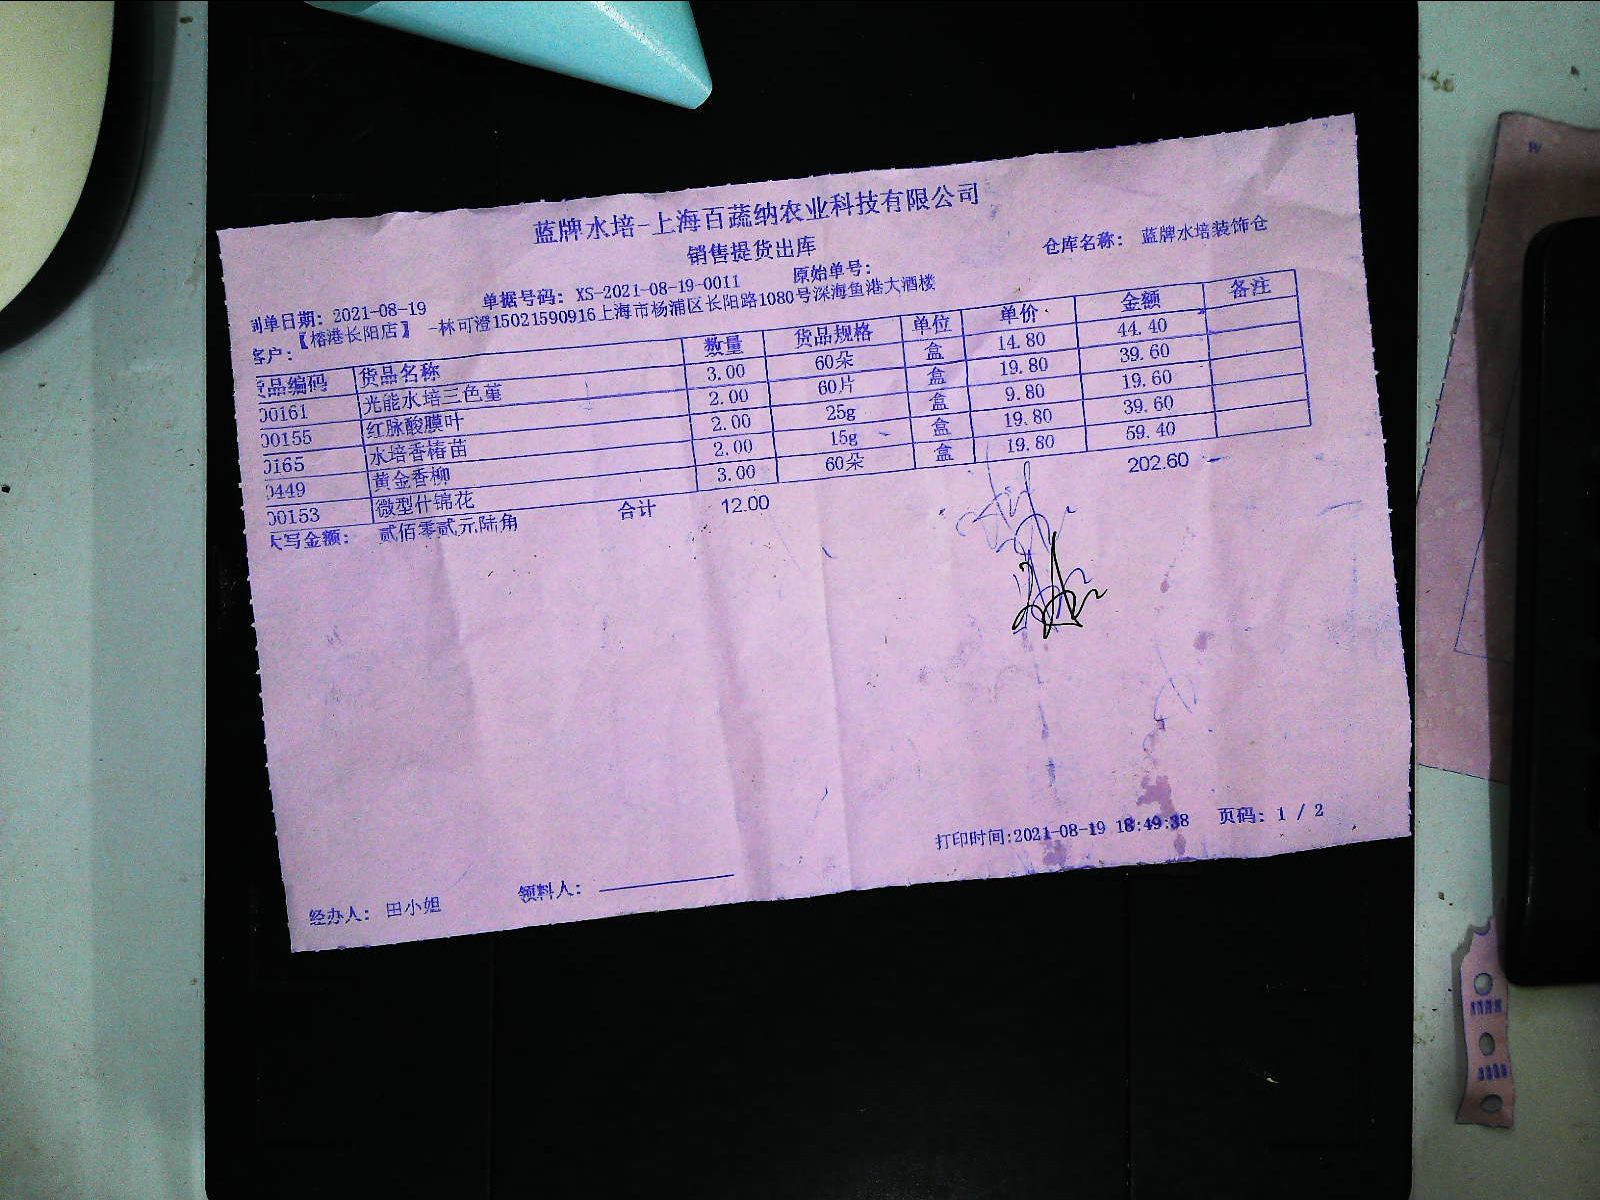 蓝牌水培-上海百蔬纳农业科技有限公司
销售提货出库
仓库名称： 蓝牌水培装饰仓
制单日期：2021-08-19 单据号码：XS-2021-08-19-0011 原始单号：
客户：【榕港长阳店】 -林可澄15021590916上海市杨浦区长阳路1080号深海鱼港大酒楼
货品编码 货品名称 数量 货品规格 单位 单价 金额 备注
00161 光能水培三色堇 3.00 60朵 盒 14.80 44.40
00155 红脉酸膜叶 2.00 60片 盒 19.80 39.60
0165 水培香椿苗 2.00 25g 盒 9.80 19.60
0449 黄金香柳 2.00 15g 盒 19.80 39.60
00153 微型什锦花 3.00 60朵 盒 19.80 59.40
合计 12.00 202.60
大写金额： 贰佰零贰元陆角
打印时间:2021-08-19 18:49:38 页码：1 / 2
经办人： 田小姐 领料人：